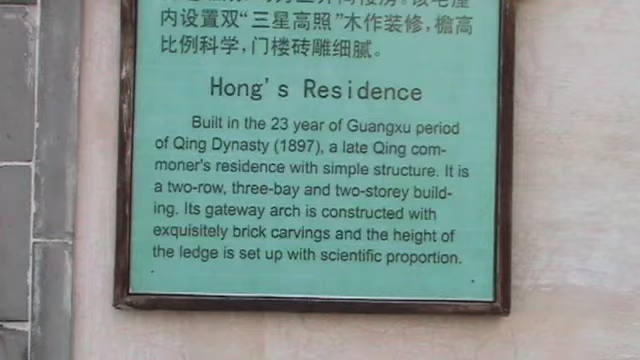 内设置双“三星高照”木作装修,檐高
比例科学,门楼砖雕细腻。
Hong's Residence
Built in the 23 year of Guangxu period
of Qing Dynasty (1897), a late Qing com-
moner's residence with simple structure. It is
a two-row, three-bay and two-storey build-
ing. Its gateway arch is constructed with
exquisitely brick carvings and the height of
the ledge is set up with scientific proportion.